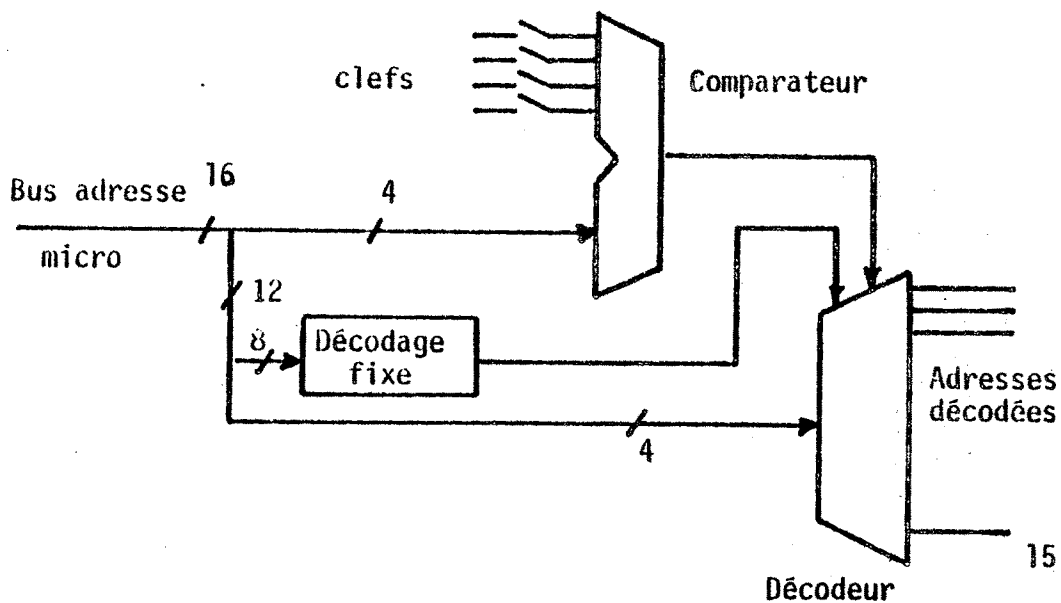 clefs
Comparateur
16
Bus adresse
4
micro
12
8
Décodage
fixe
Adresses
décodées
4
15
Décodeur